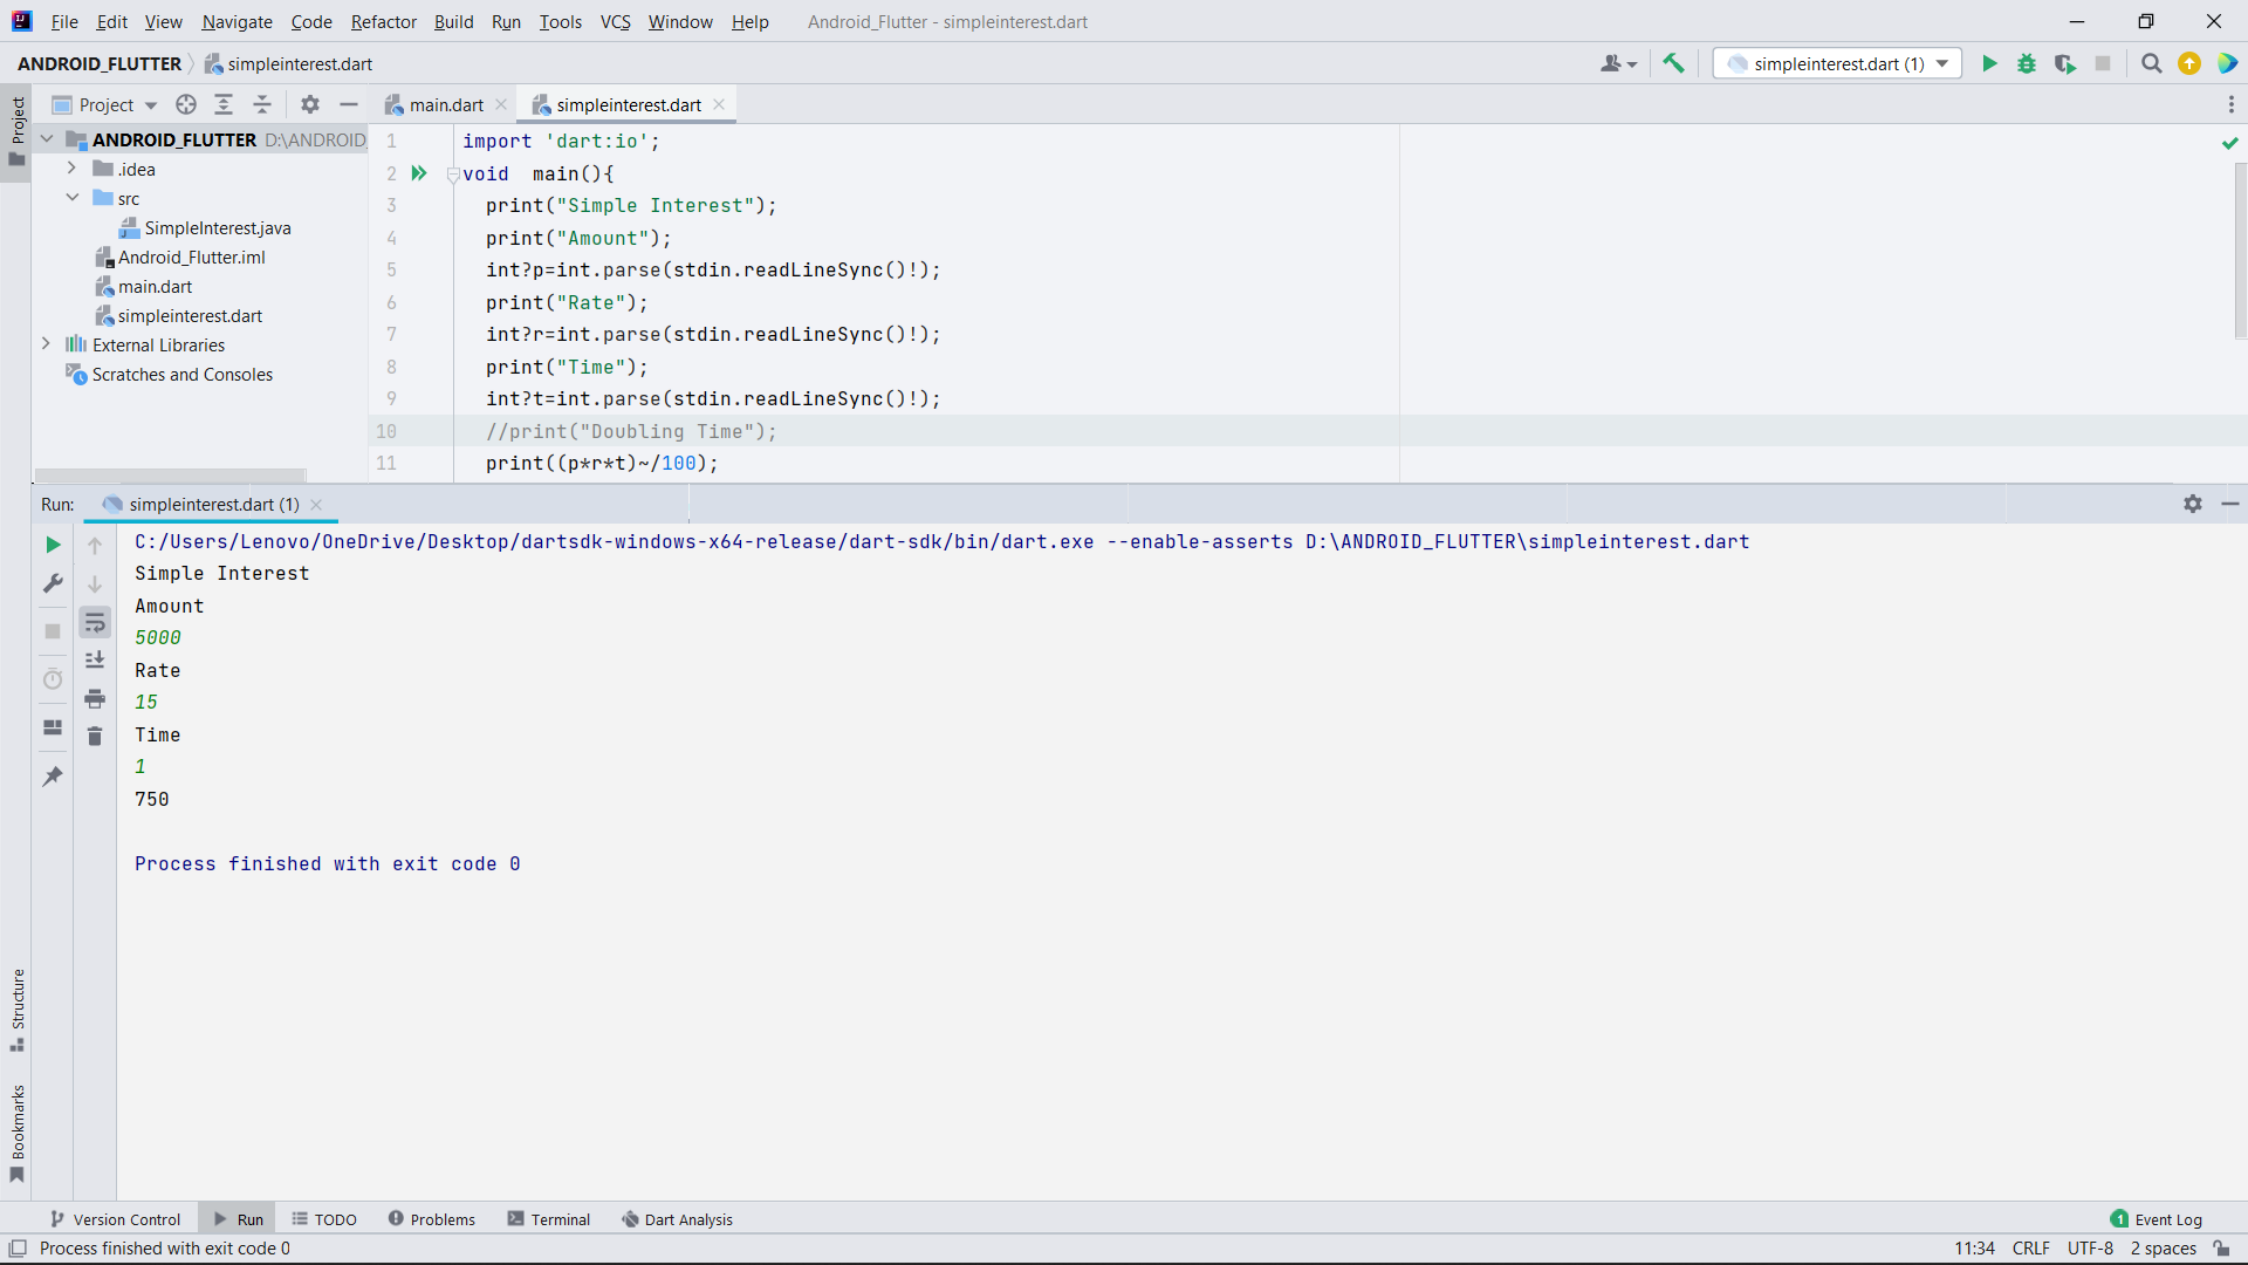 File Edit View Navigate Code Refactor Build Run Tools VCS Window Help Android_Flutter - simpleinterest.dart
ANDROID_FLUTTER simpleinterest.dart simpleinterest.dart (1)
Project main.dart simpleinterest.dart
Project
ANDROID_FLUTTER D:\ANDROID_
.idea
src
SimpleInterest.java
Android_Flutter.iml
main.dart
simpleinterest.dart
External Libraries
Scratches and Consoles
1 import 'dart:io';
2 void  main(){
3 print("Simple Interest");
4 print("Amount");
5 int?p=int.parse(stdin.readLineSync()!);
6 print("Rate");
7 int?r=int.parse(stdin.readLineSync()!);
8 print("Time");
9 int?t=int.parse(stdin.readLineSync()!);
10 //print("Doubling Time");
11 print((p*r*t)~/100);
Run: simpleinterest.dart (1)
C:/Users/Lenovo/OneDrive/Desktop/dartsdk-windows-x64-release/dart-sdk/bin/dart.exe --enable-asserts D:\ANDROID_FLUTTER\simpleinterest.dart
Simple Interest
Amount
5000
Rate
15
Time
1
750
Process finished with exit code 0
Structure
Bookmarks
Version Control Run TODO Problems Terminal Dart Analysis 1 Event Log
Process finished with exit code 0 11:34 CRLF UTF-8 2 spaces